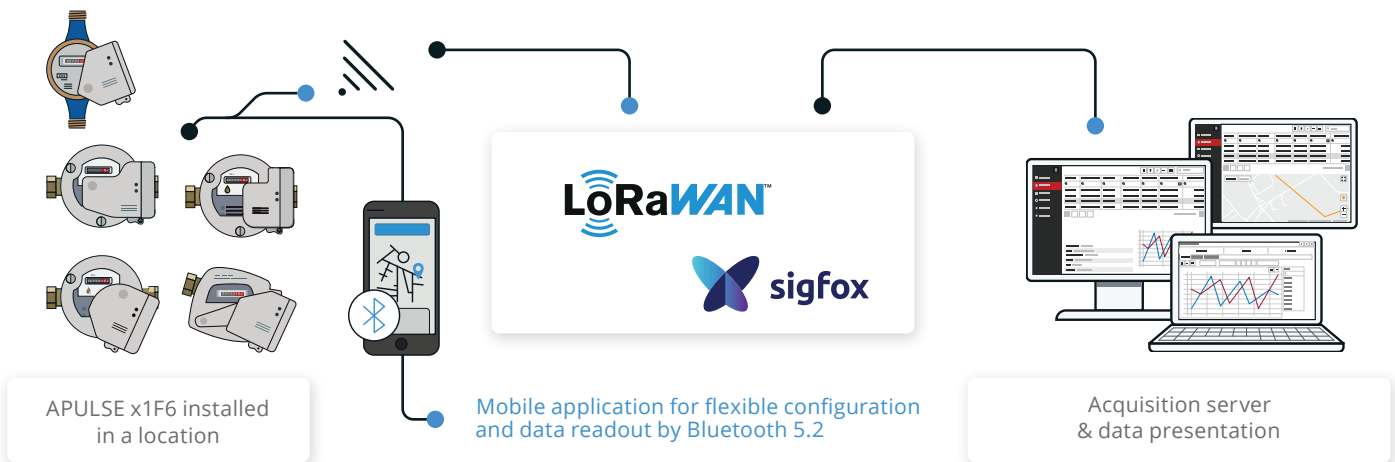 LoRaWAN™
sigfox
APULSE x1F6 installed
in a location
Mobile application for flexible configuration
and data readout by Bluetooth 5.2
Acquisition server
& data presentation